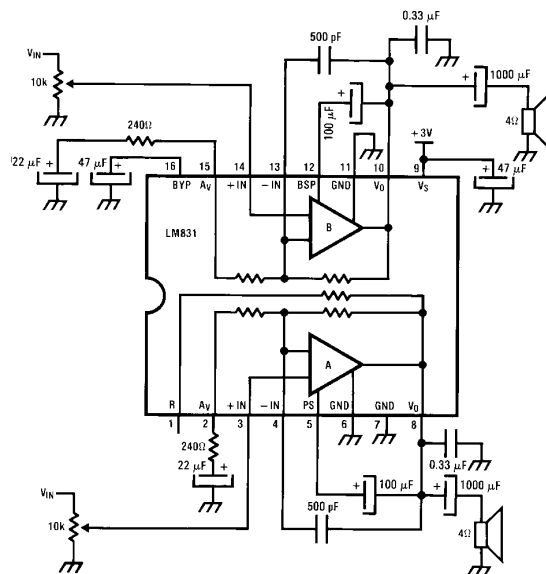 0.33 µF
500 pF
VIN
10k
+
1000 µF
100 µF
+
4Ω
240Ω
22 µF +
47 µF +
+3V
47 µF
+
16 15 14 13 12 11 10 9
BYP AV +IN −IN BSP GND VO VS
LM831
B
A
R AV +IN −IN PS GND GND VO
1 2 3 4 5 6 7 8
240Ω
22 µF +
0.33 µF
+ 100 µF
+ 1000 µF
VIN
10k
500 pF
4Ω